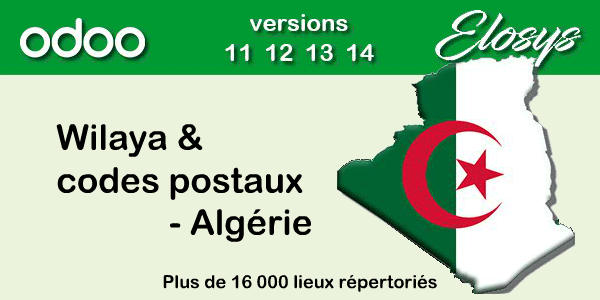 odoo
versions
11 12 13 14
Elosys
Wilaya &
codes postaux
- Algérie
Plus de 16 000 lieux répertoriés